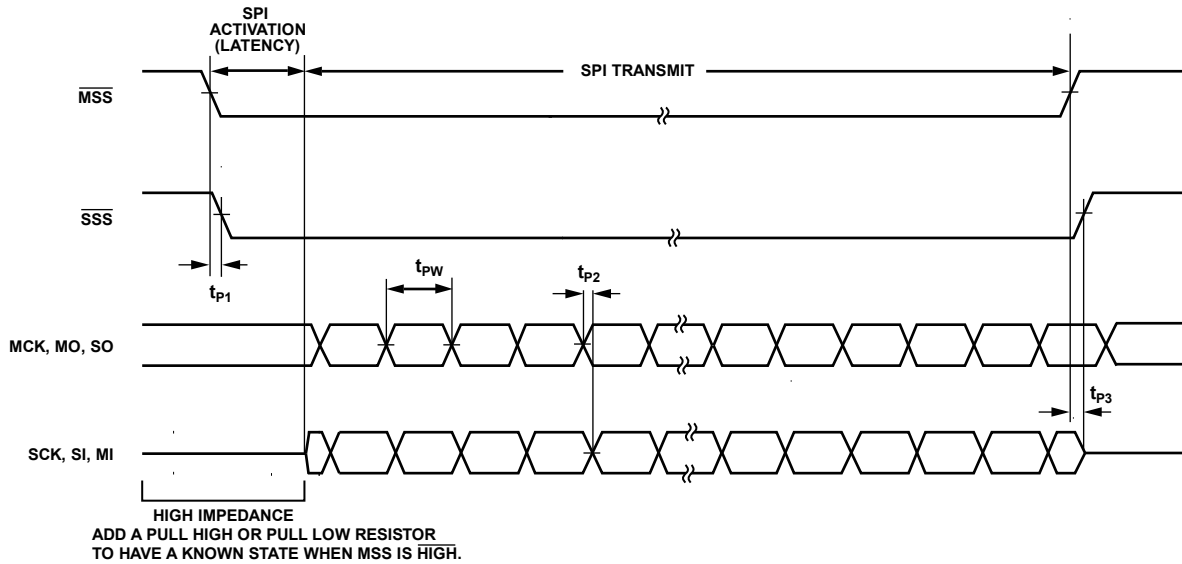 SPI
ACTIVATION
(LATENCY)
SPI TRANSMIT
MSS
SSS
tP1
tPW
tP2
MCK, MO, SO
tP3
SCK, SI, MI
HIGH IMPEDANCE
ADD A PULL HIGH OR PULL LOW RESISTOR
TO HAVE A KNOWN STATE WHEN MSS IS HIGH.